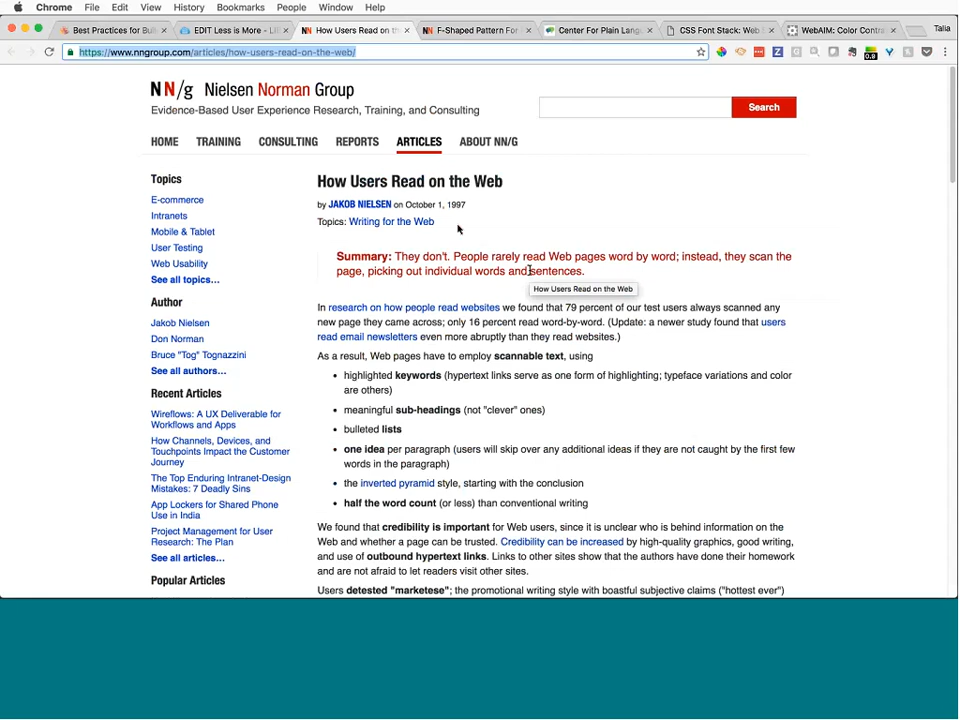 Chrome File Edit View History Bookmarks People Window Help
Best Practices for Bul
EDIT Less is More - Li
How Users Read on th
F-Shaped Pattern For
Center For Plain Lang
CSS Font Stack: Web
WebAIM: Color Contra
Talia
https://www.nngroup.com/articles/how-users-read-on-the-web/
0.9
NN/g Nielsen Norman Group
Evidence-Based User Experience Research, Training, and Consulting
Search
HOME TRAINING CONSULTING REPORTS ARTICLES ABOUT NN/G
Topics
E-commerce
Intranets
Mobile & Tablet
User Testing
Web Usability
See all topics...
Author
Jakob Nielsen
Don Norman
Bruce "Tog" Tognazzini
See all authors...
Recent Articles
Wireflows: A UX Deliverable for
Workflows and Apps
How Channels, Devices, and
Touchpoints Impact the Customer
Journey
The Top Enduring Intranet-Design
Mistakes: 7 Deadly Sins
App Lockers for Shared Phone
Use in India
Project Management for User
Research: The Plan
See all articles...
Popular Articles
How Users Read on the Web
by JAKOB NIELSEN on October 1, 1997
Topics: Writing for the Web
Summary: They don't. People rarely read Web pages word by word; instead, they scan the
page, picking out individual words and sentences.
How Users Read on the Web
In research on how people read websites we found that 79 percent of our test users always scanned any
new page they came across; only 16 percent read word-by-word. (Update: a newer study found that users
read email newsletters even more abruptly than they read websites.)
As a result, Web pages have to employ scannable text, using
• highlighted keywords (hypertext links serve as one form of highlighting; typeface variations and color
are others)
• meaningful sub-headings (not "clever" ones)
• bulleted lists
• one idea per paragraph (users will skip over any additional ideas if they are not caught by the first few
words in the paragraph)
• the inverted pyramid style, starting with the conclusion
• half the word count (or less) than conventional writing
We found that credibility is important for Web users, since it is unclear who is behind information on the
Web and whether a page can be trusted. Credibility can be increased by high-quality graphics, good writing,
and use of outbound hypertext links. Links to other sites show that the authors have done their homework
and are not afraid to let readers visit other sites.
Users detested "marketese"; the promotional writing style with boastful subjective claims ("hottest ever")